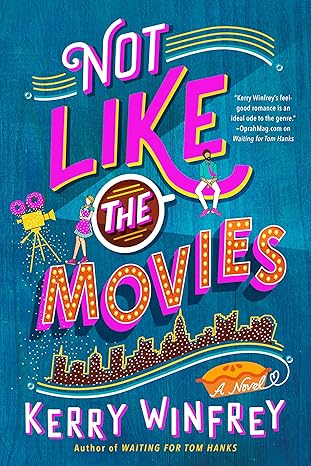 NOT
LIKE
"Kerry Winfrey's feel-
good romance is an
ideal ode to the genre."
—OprahMag.com on
Waiting for Tom Hanks
THE
MOVIES
A Novel
KERRY WINFREY
Author of WAITING FOR TOM HANKS